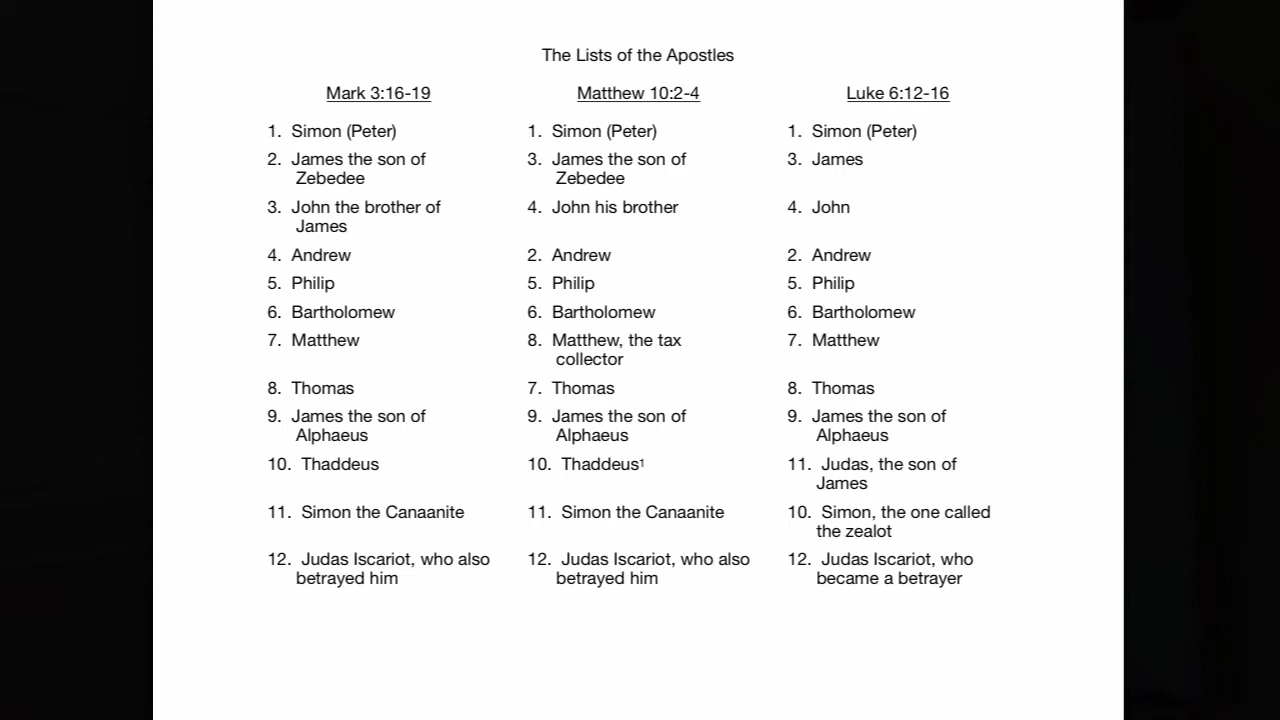 The Lists of the Apostles
Mark 3:16-19
1. Simon (Peter)
2. James the son of
Zebedee
3. John the brother of
James
4. Andrew
5. Philip
6. Bartholomew
7. Matthew
8. Thomas
9. James the son of
Alphaeus
10. Thaddeus
11. Simon the Canaanite
12. Judas Iscariot, who also
betrayed him
Matthew 10:2-4
1. Simon (Peter)
3. James the son of
Zebedee
4. John his brother
2. Andrew
5. Philip
6. Bartholomew
8. Matthew, the tax
collector
7. Thomas
9. James the son of
Alphaeus
10. Thaddeus¹
11. Simon the Canaanite
12. Judas Iscariot, who also
betrayed him
Luke 6:12-16
1. Simon (Peter)
3. James
4. John
2. Andrew
5. Philip
6. Bartholomew
7. Matthew
8. Thomas
9. James the son of
Alphaeus
11. Judas, the son of
James
10. Simon, the one called
the zealot
12. Judas Iscariot, who
became a betrayer